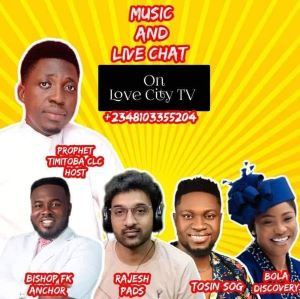 MUSIC
AND
LIVE CHAT
On
Love City TV
+2348103355204
PROPHET
TIMITOBA CLC
HOST
BISHOP FK
ANCHOR
RAJESH
PADS
TOSIN SOG
BOLA
DISCOVERY